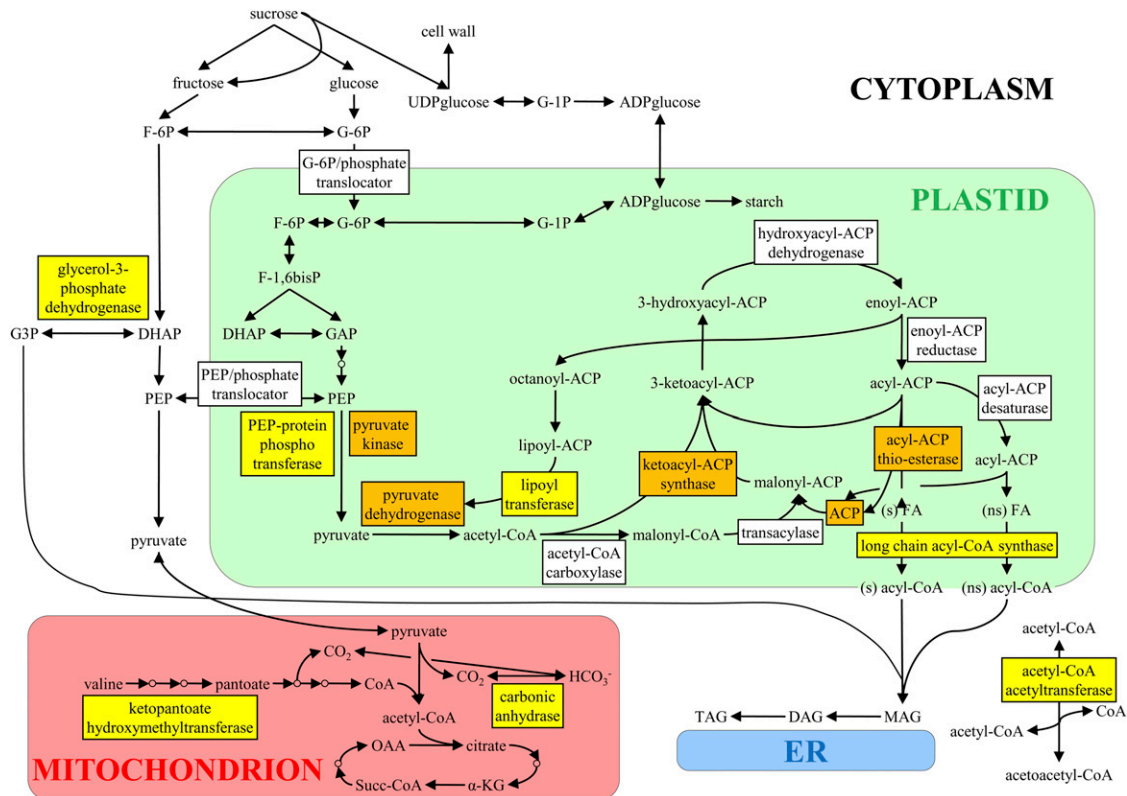 sucrose
cell wall
fructose
glucose
UDPglucose
G-1P
ADPglucose
CYTOPLASM
F-6P
G-6P
G-6P/phosphate
translocator
PLASTID
F-6P
G-6P
G-1P
ADPglucose
starch
hydroxyacyl-ACP
dehydrogenase
glycerol-3-
phosphate
dehydrogenase
F-1,6bisP
3-hydroxyacyl-ACP
enoyl-ACP
G3P
DHAP
DHAP
GAP
enoyl-ACP
reductase
PEP/phosphate
translocator
octanoyl-ACP
3-ketoacyl-ACP
acyl-ACP
acyl-ACP
desaturase
PEP
PEP
PEP-protein
phospho
transferase
pyruvate
kinase
lipoyl-ACP
acyl-ACP
thio-esterase
ketoacyl-ACP
synthase
acyl-ACP
pyruvate
dehydrogenase
lipoyl
transferase
malonyl-ACP
ACP
(s) FA
(ns) FA
pyruvate
pyruvate
acetyl-CoA
malonyl-CoA
transacylase
long chain acyl-CoA synthase
acetyl-CoA
carboxylase
(s) acyl-CoA
(ns) acyl-CoA
pyruvate
CO2
acetyl-CoA
valine
pantoate
CoA
CO2
HCO3-
acetyl-CoA
acetyltransferase
ketopantoate
hydroxymethyltransferase
carbonic
anhydrase
acetyl-CoA
TAG
DAG
MAG
acetyl-CoA
CoA
OAA
citrate
MITOCHONDRION
Succ-CoA
α-KG
ER
acetoacetyl-CoA